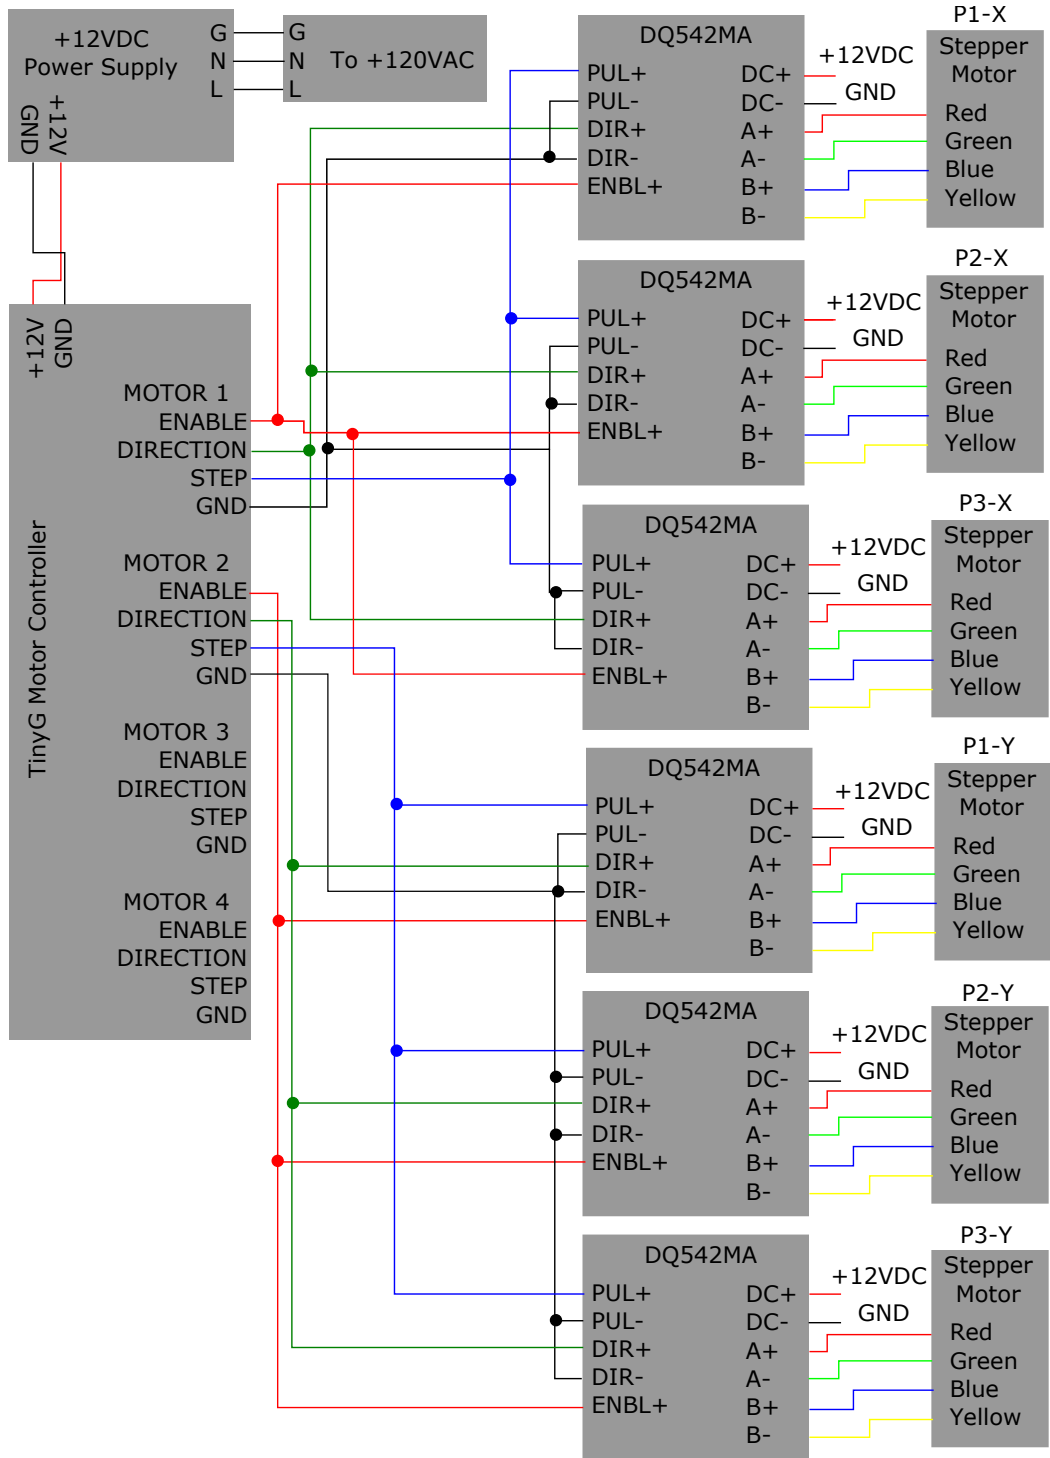 +12VDC
Power Supply
G
N
L
GND
+12V
G
N
L
To +120VAC
+12V
GND
TinyG Motor Controller
MOTOR 1
ENABLE
DIRECTION
STEP
GND
MOTOR 2
ENABLE
DIRECTION
STEP
GND
MOTOR 3
ENABLE
DIRECTION
STEP
GND
MOTOR 4
ENABLE
DIRECTION
STEP
GND
DQ542MA
PUL+
PUL-
DIR+
DIR-
ENBL+
DC+
DC-
A+
A-
B+
B-
+12VDC
GND
P1-X
Stepper
Motor
Red
Green
Blue
Yellow
DQ542MA
PUL+
PUL-
DIR+
DIR-
ENBL+
DC+
DC-
A+
A-
B+
B-
+12VDC
GND
P2-X
Stepper
Motor
Red
Green
Blue
Yellow
DQ542MA
PUL+
PUL-
DIR+
DIR-
ENBL+
DC+
DC-
A+
A-
B+
B-
+12VDC
GND
P3-X
Stepper
Motor
Red
Green
Blue
Yellow
DQ542MA
PUL+
PUL-
DIR+
DIR-
ENBL+
DC+
DC-
A+
A-
B+
B-
+12VDC
GND
P1-Y
Stepper
Motor
Red
Green
Blue
Yellow
DQ542MA
PUL+
PUL-
DIR+
DIR-
ENBL+
DC+
DC-
A+
A-
B+
B-
+12VDC
GND
P2-Y
Stepper
Motor
Red
Green
Blue
Yellow
DQ542MA
PUL+
PUL-
DIR+
DIR-
ENBL+
DC+
DC-
A+
A-
B+
B-
+12VDC
GND
P3-Y
Stepper
Motor
Red
Green
Blue
Yellow